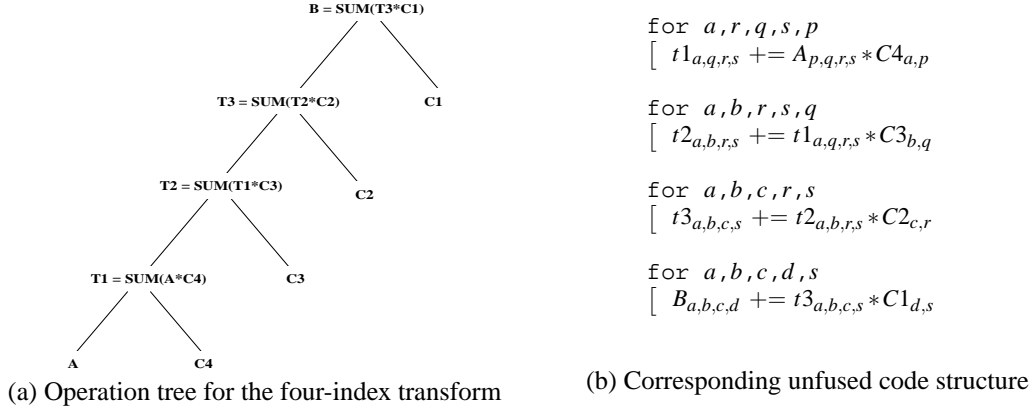 B = SUM(T3*C1)
T3 = SUM(T2*C2)
C1
T2 = SUM(T1*C3)
C2
T1 = SUM(A*C4)
C3
A
C4
(a) Operation tree for the four-index transform
for a,r,q,s,p
[ t1a,q,r,s += Ap,q,r,s * C4a,p
for a,b,r,s,q
[ t2a,b,r,s += t1a,q,r,s * C3b,q
for a,b,c,r,s
[ t3a,b,c,s += t2a,b,r,s * C2c,r
for a,b,c,d,s
[ Ba,b,c,d += t3a,b,c,s * C1d,s
(b) Corresponding unfused code structure